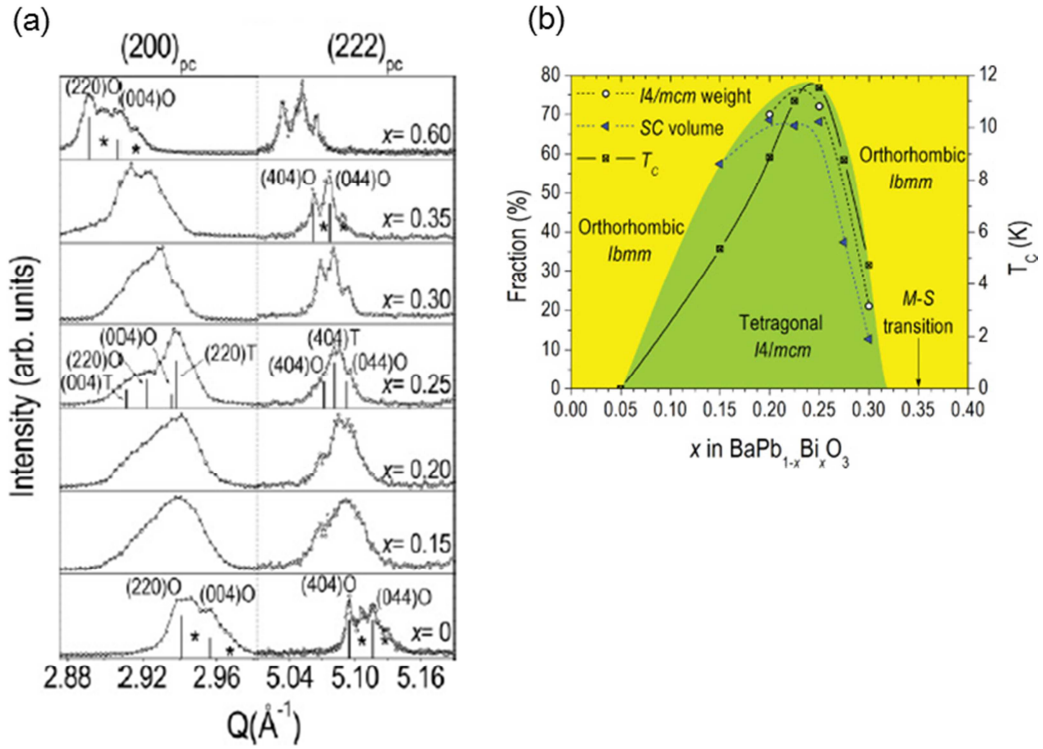 (a)
(200)pc (222)pc
(220)O
(004)O
* *
x= 0.60
(404)O (044)O
* *
x= 0.35
x= 0.30
(004)O
(220)O
(004)T
(220)T
(404)T
(404)O (044)O
x= 0.25
x= 0.20
x= 0.15
(220)O (004)O
* *
(404)O (044)O
* *
x= 0
2.88 2.92 2.96 5.04 5.10 5.16
Q(Å-1)
Intensity (arb. units)
(b)
80
70
60
50
40
30
20
10
0
Fraction (%)
I4/mcm weight
SC volume
TC
Orthorhombic
Ibmm
Orthorhombic
Ibmm
Tetragonal
I4/mcm
M-S
transition
12
10
8
6
4
2
0
TC (K)
0.00 0.05 0.10 0.15 0.20 0.25 0.30 0.35 0.40
x in BaPb1-xBixO3